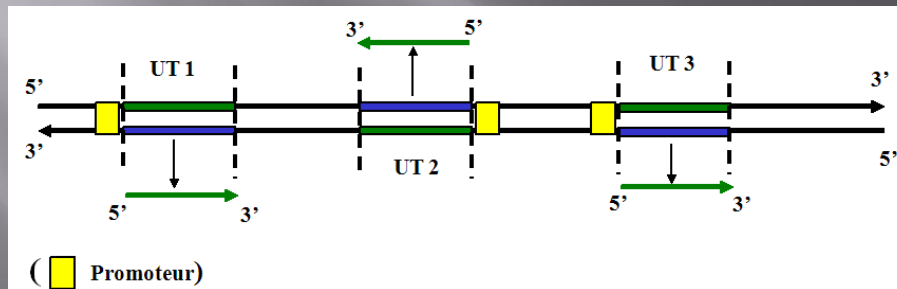 3’ 5’
UT 1
UT 3
5’ 3’
3’ 5’
UT 2
5’ 3’
5’ 3’
( Promoteur)